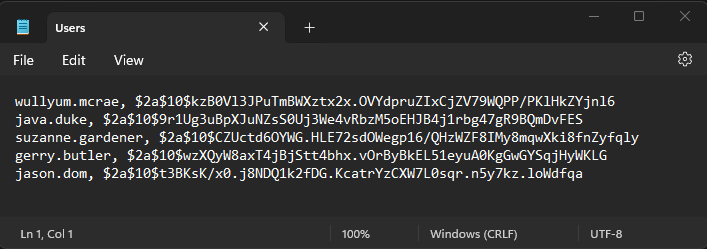 Users
File Edit View
wullyum.mcrae, $2a$10$kzB0Vl3JPuTmBWXztx2x.OVYdpruZIxCjZV79WQPP/PKlHkZYjnl6
java.duke, $2a$10$9r1Ug3uBpXJuNZsS0Uj3We4vRbzM5oEHJB4j1rbg47gR9BQmDvFES
suzanne.gardener, $2a$10$CZUctd6OYWG.HLE72sdOWegp16/QHzWZF8IMy8mqwXki8fnZyfqly
gerry.butler, $2a$10$wzXQyW8axT4jBjStt4bhx.vOrByBkEL51eyuA0KgGwGYSqjHyWKLG
jason.dom, $2a$10$t3BKsK/x0.j8NDQ1k2fDG.KcatrYzCXW7L0sqr.n5y7kz.loWdfqa
Ln 1, Col 1 100% Windows (CRLF) UTF-8